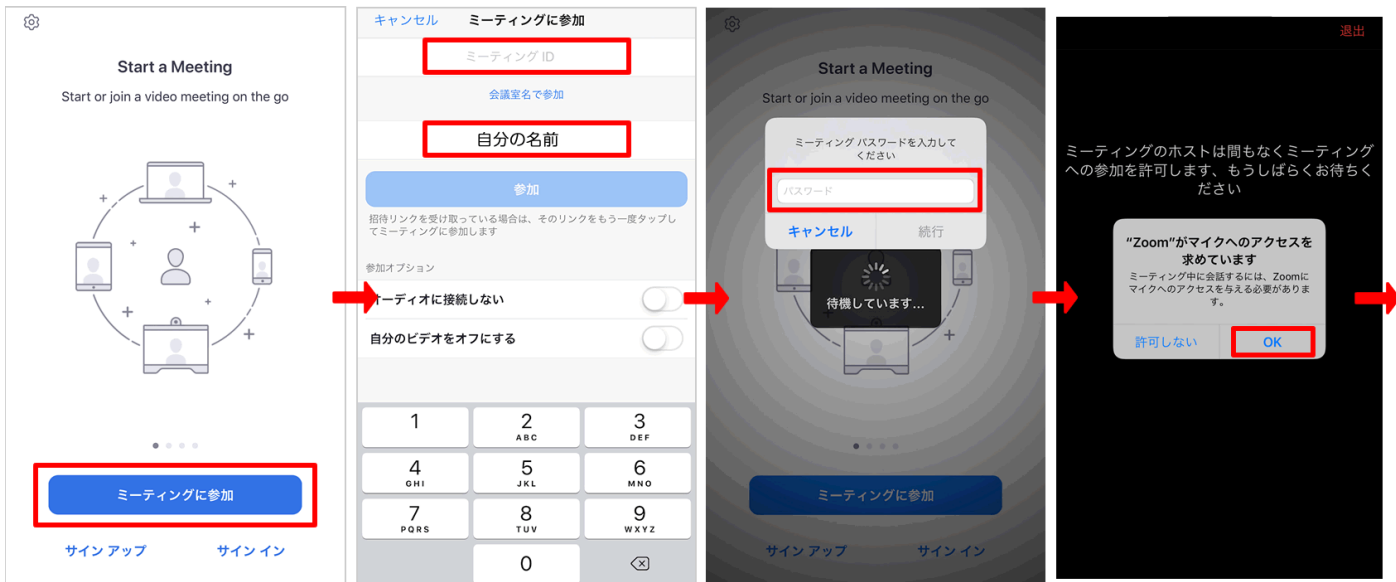 Start a Meeting
Start or join a video meeting on the go
ミーティングに参加
サイン アップ
サイン イン
キャンセル
ミーティングに参加
ミーティング ID
会議室名で参加
自分の名前
参加
招待リンクを受け取っている場合は、そのリンクをもう一度タップし
てミーティングに参加します
参加オプション
オーディオに接続しない
自分のビデオをオフにする
1
2
ABC
3
DEF
4
GHI
5
JKL
6
MNO
7
PQRS
8
TUV
9
WXYZ
0
Start a Meeting
Start or join a video meeting on the go
ミーティング パスワードを入力して
ください
パスワード
キャンセル
続行
待機しています...
ミーティングに参加
サイン アップ
サイン イン
退出
ミーティングのホストは間もなくミーティング
への参加を許可します、もうしばらくお待ちく
ださい
“Zoom”がマイクへのアクセスを
求めています
ミーティング中に会話するには、Zoomに
マイクへのアクセスを与える必要がありま
す。
許可しない
OK